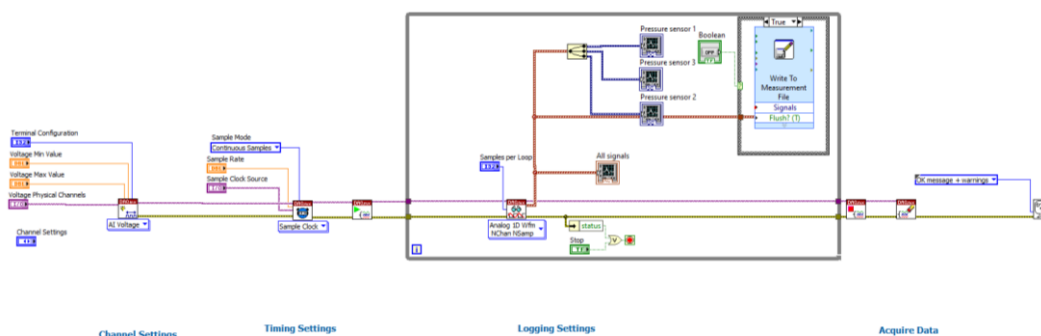 True
Pressure sensor 1
Boolean
OFF
Pressure sensor 3
Write To
Measurement
File
Pressure sensor 2
Signals
Flush? (T)
Terminal Configuration
Sample Mode
Continuous Samples
Voltage Min Value
Sample Rate
Samples per Loop
All signals
Voltage Max Value
Sample Clock Source
OK message + warnings
Voltage Physical Channels
AI Voltage
Sample Clock
Analog 1D Wfm
NChan NSamp
status
Channel Settings
Stop
i
Channel Settings
Timing Settings
Logging Settings
Acquire Data